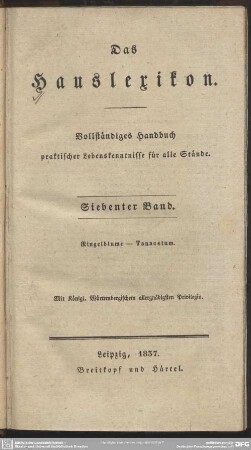 Das
Hauslexikon.
Vollständiges Handbuch
praktischer Lebenskenntnisse für alle Stände.
Siebenter Band.
Ringelblume — Tannentum.
Mit Königl. Württembergischem allergnädigsten Privilegio.
Leipzig, 1837.
Breitkopf und Härtel.